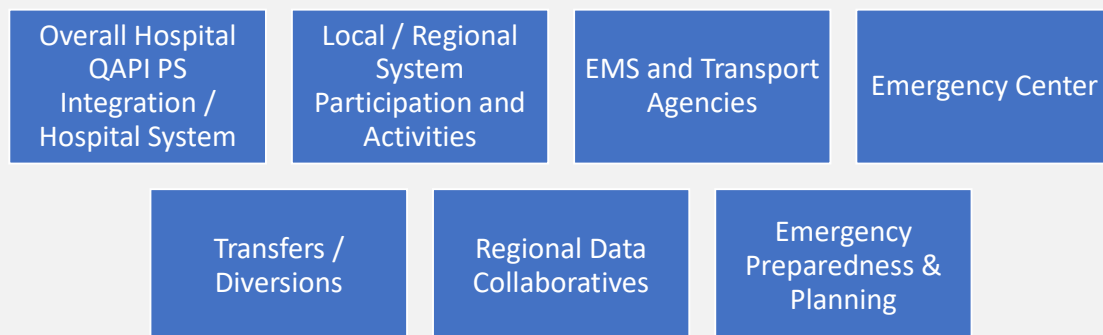 Overall Hospital
QAPI PS
Integration /
Hospital System
Local / Regional
System
Participation and
Activities
EMS and Transport
Agencies
Emergency Center
Transfers /
Diversions
Regional Data
Collaboratives
Emergency
Preparedness &
Planning